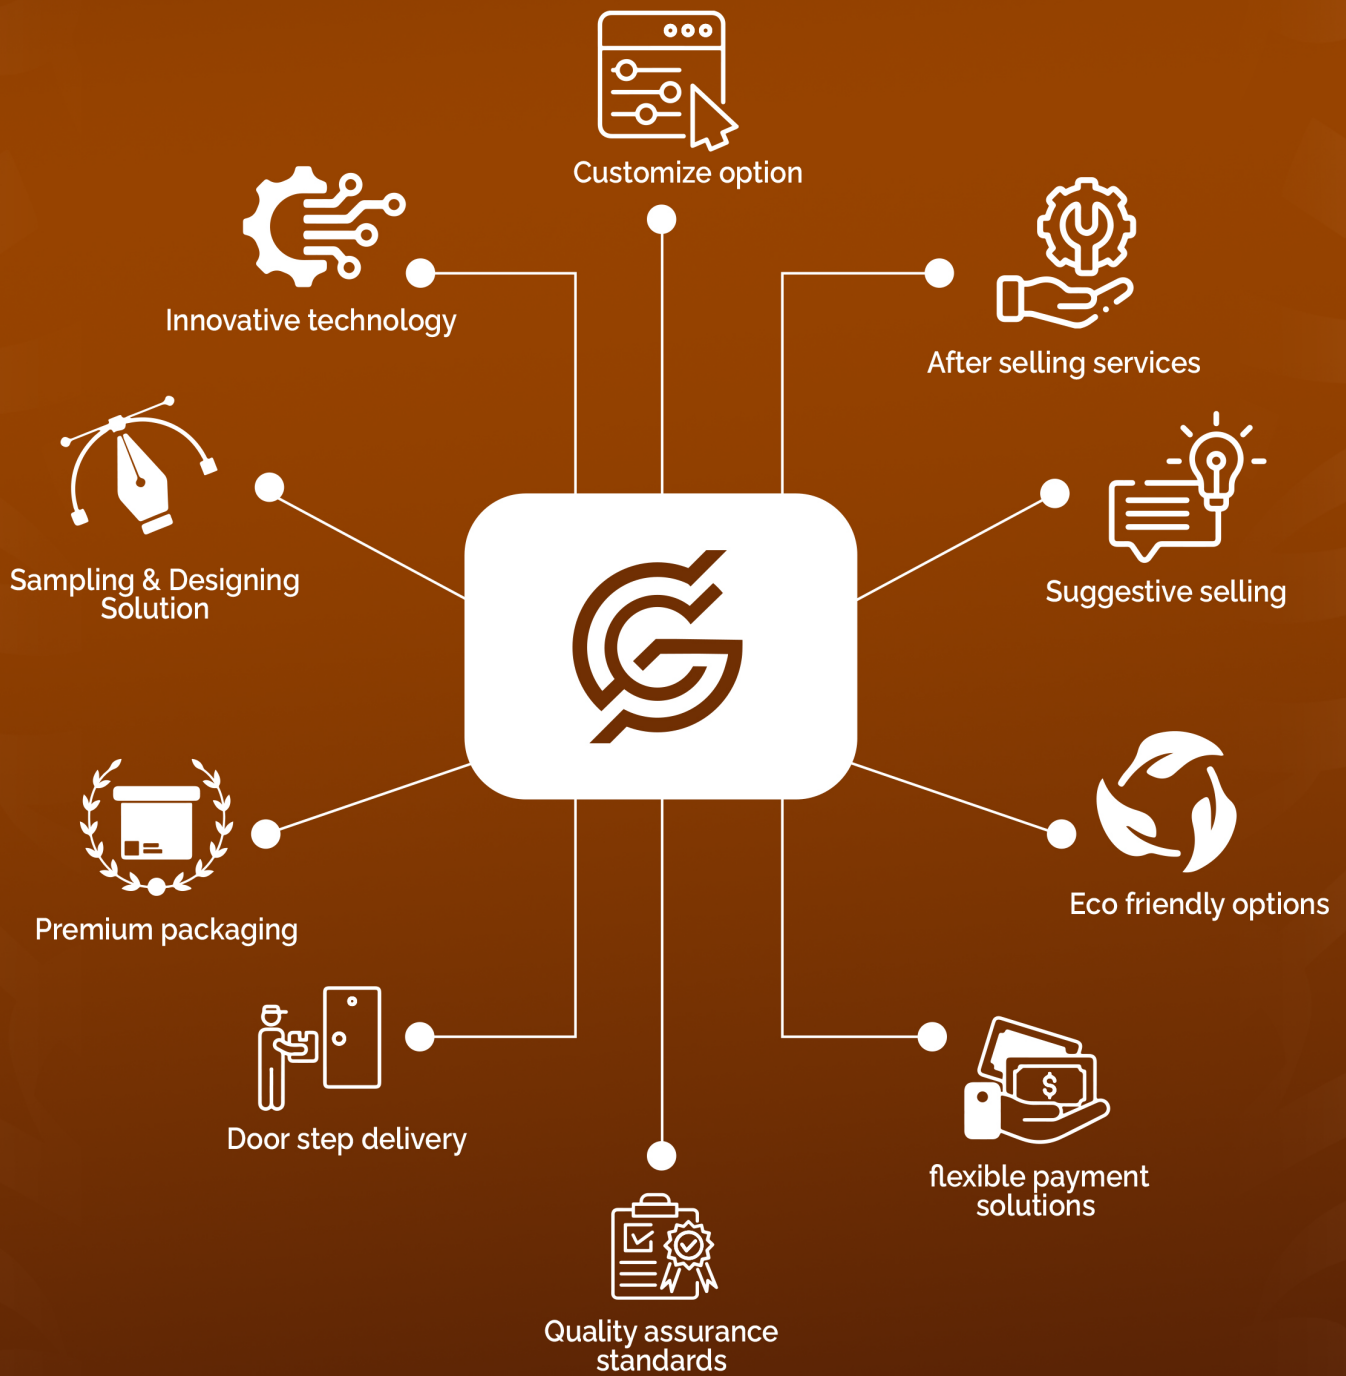 Customize option
Innovative technology
After selling services
Sampling & Designing
Solution
Suggestive selling
Premium packaging
Eco friendly options
Door step delivery
flexible payment
solutions
Quality assurance
standards